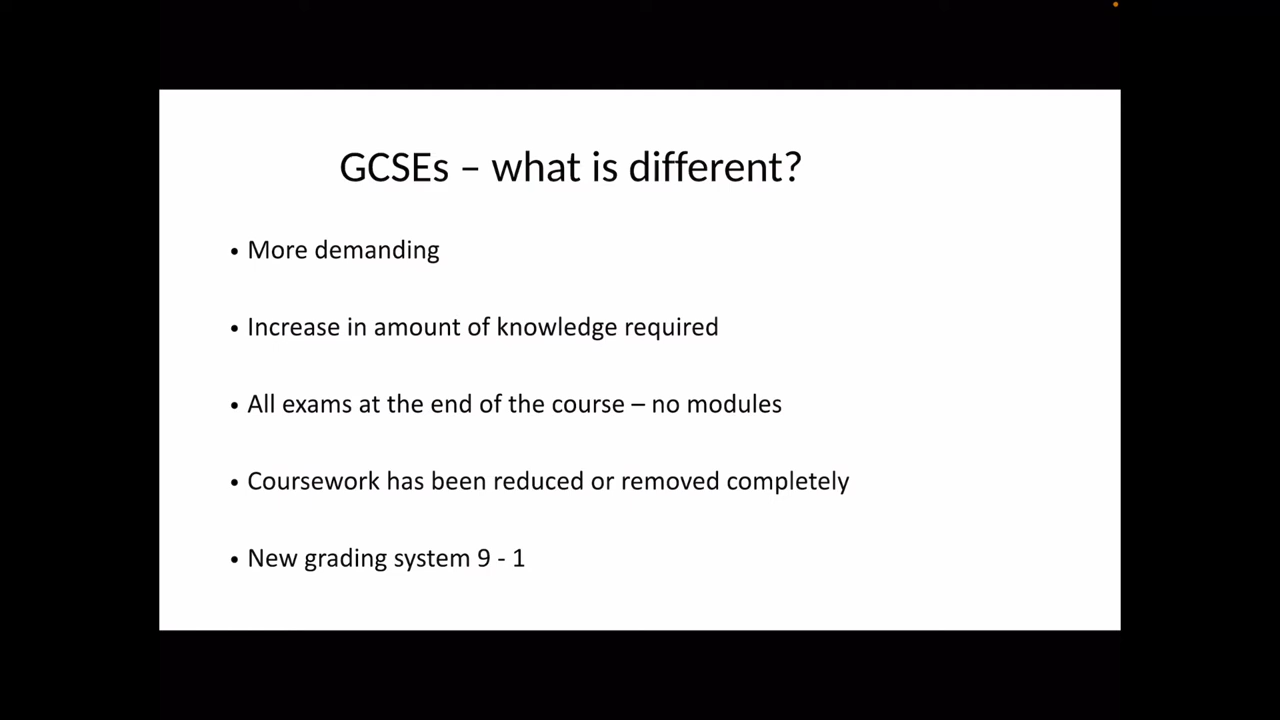 GCSEs – what is different?
• More demanding
• Increase in amount of knowledge required
• All exams at the end of the course – no modules
• Coursework has been reduced or removed completely
• New grading system 9 - 1